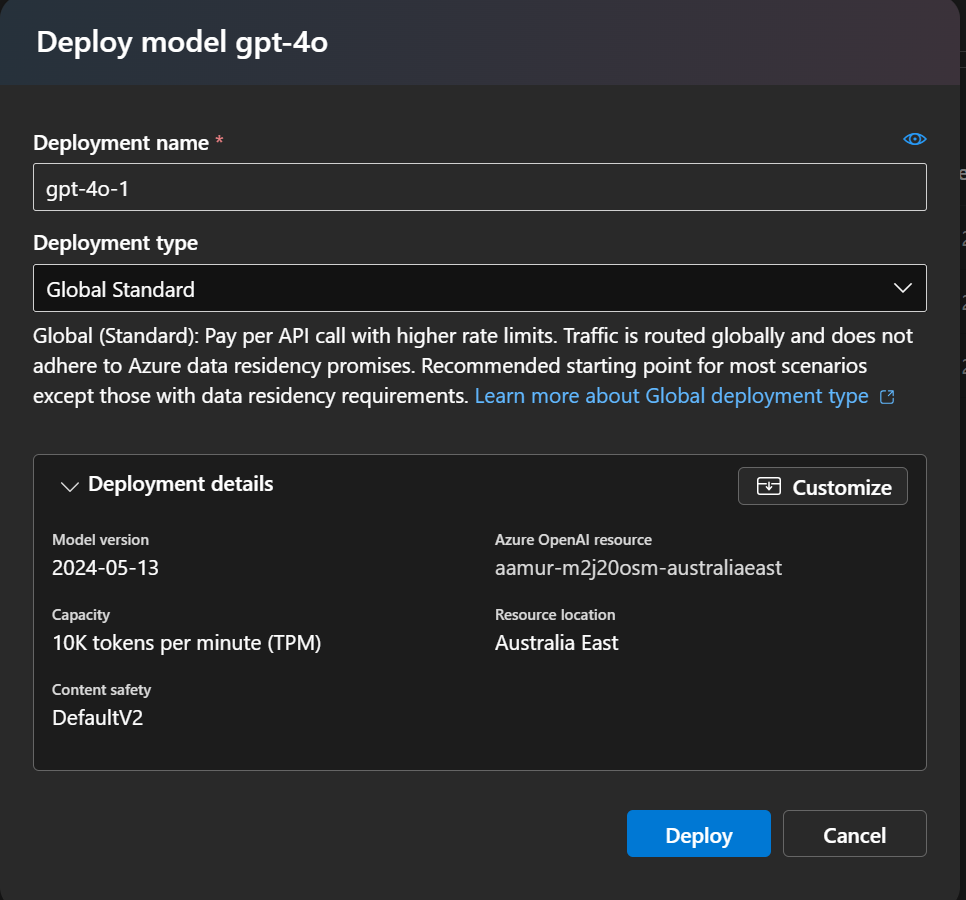 Deploy model gpt-4o
Deployment name *
gpt-4o-1
Deployment type
Global Standard
Global (Standard): Pay per API call with higher rate limits. Traffic is routed globally and does not
adhere to Azure data residency promises. Recommended starting point for most scenarios
except those with data residency requirements. Learn more about Global deployment type
Deployment details
Customize
Model version
2024-05-13
Azure OpenAI resource
aamur-m2j20osm-australiaeast
Capacity
10K tokens per minute (TPM)
Resource location
Australia East
Content safety
DefaultV2
Deploy
Cancel